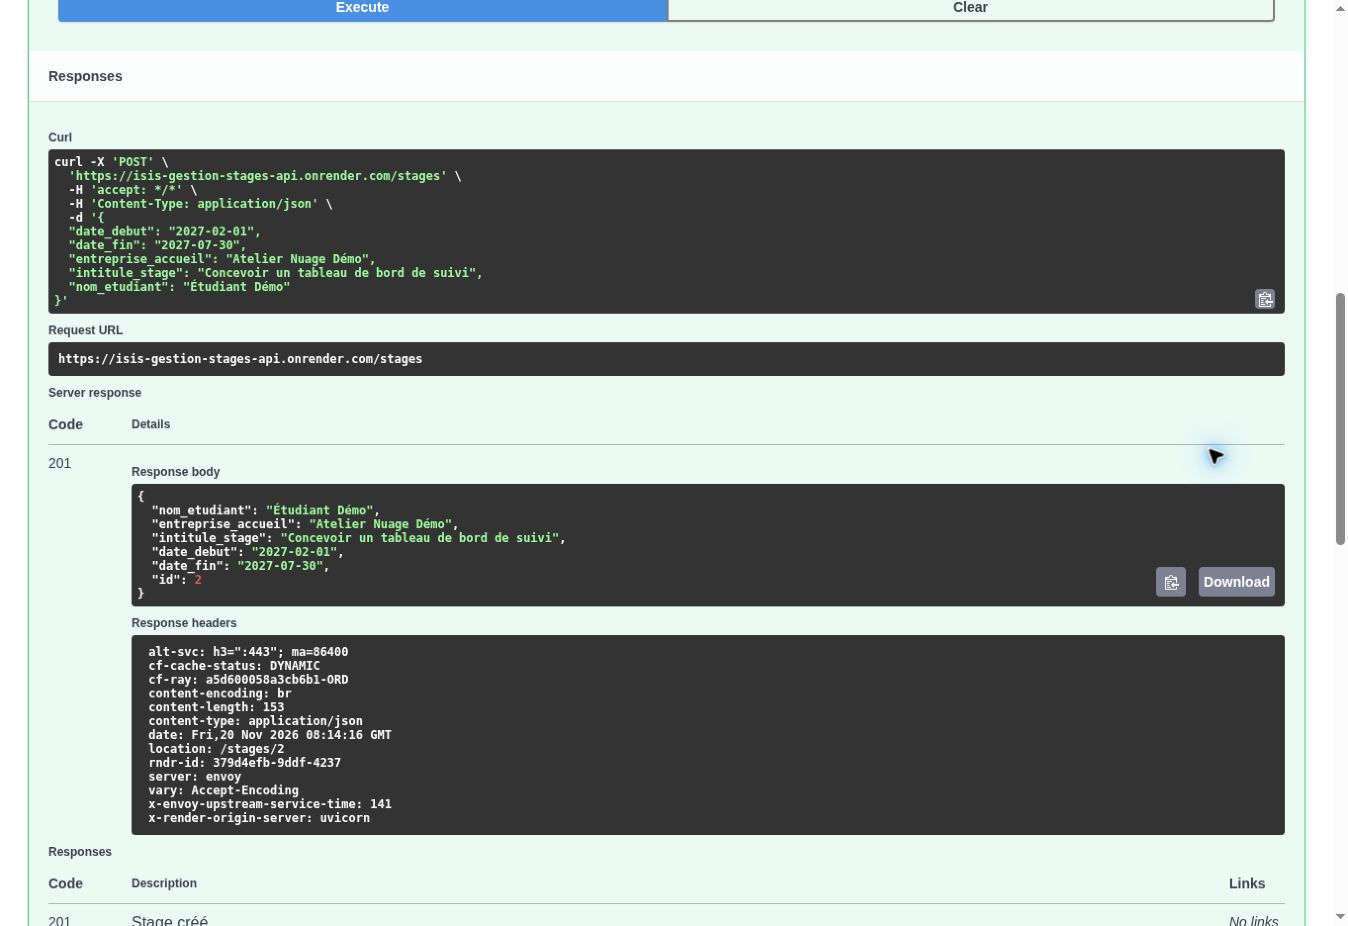 Execute
Clear
Responses
Curl
curl -X 'POST' \
'https://isis-gestion-stages-api.onrender.com/stages' \
-H 'accept: */*' \
-H 'Content-Type: application/json' \
-d '{
"date_debut": "2027-02-01",
"date_fin": "2027-07-30",
"entreprise_accueil": "Atelier Nuage Démo",
"intitule_stage": "Concevoir un tableau de bord de suivi",
"nom_etudiant": "Étudiant Démo"
}'
Request URL
https://isis-gestion-stages-api.onrender.com/stages
Server response
Code Details
201
Response body
{
"nom_etudiant": "Étudiant Démo",
"entreprise_accueil": "Atelier Nuage Démo",
"intitule_stage": "Concevoir un tableau de bord de suivi",
"date_debut": "2027-02-01",
"date_fin": "2027-07-30",
"id": 2
}
Download
Response headers
alt-svc: h3=":443"; ma=86400
cf-cache-status: DYNAMIC
cf-ray: a5d600058a3cb6b1-ORD
content-encoding: br
content-length: 153
content-type: application/json
date: Fri,20 Nov 2026 08:14:16 GMT
location: /stages/2
rndr-id: 379d4efb-9ddf-4237
server: envoy
vary: Accept-Encoding
x-envoy-upstream-service-time: 141
x-render-origin-server: uvicorn
Responses
Code Description Links
201 Stage créé No links